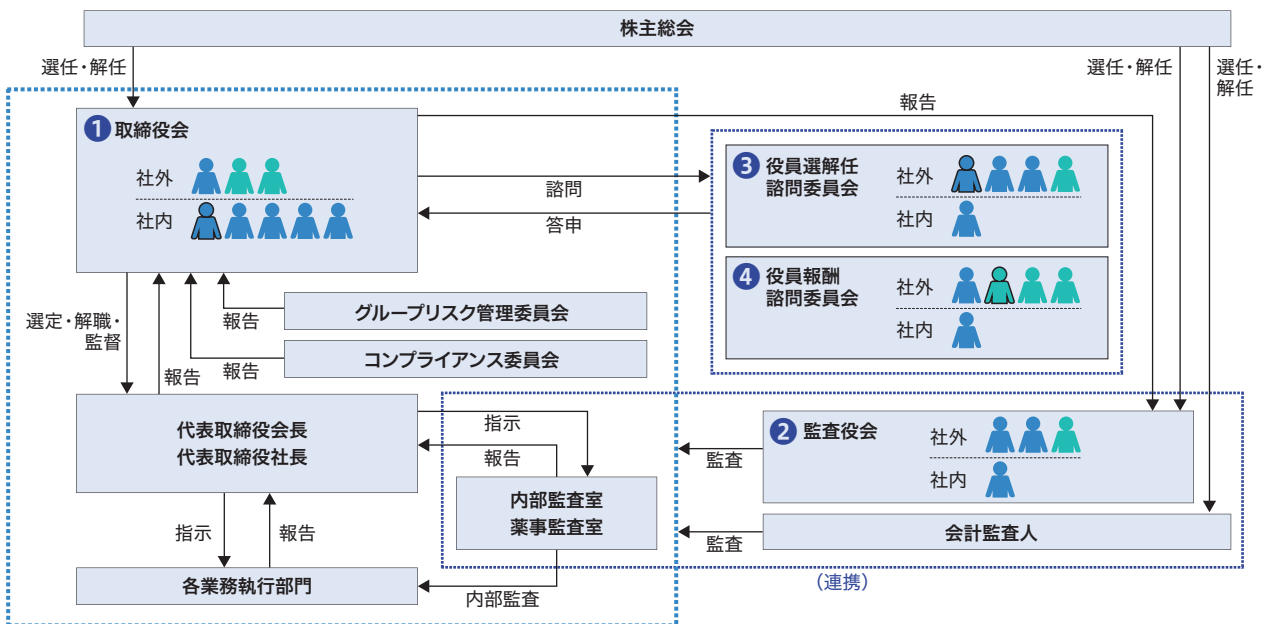 株主総会
選任・解任
選任・解任
選任・
解任
❶ 取締役会
社外
社内
報告
諮問
答申
❸ 役員選解任
諮問委員会
社外
社内
❹ 役員報酬
諮問委員会
社外
社内
選定・解職・
監督
報告
報告
グループリスク管理委員会
報告
コンプライアンス委員会
代表取締役会長
代表取締役社長
指示
報告
内部監査室
薬事監査室
監査
❷ 監査役会
社外
社内
監査
会計監査人
(連携)
指示
報告
各業務執行部門
内部監査